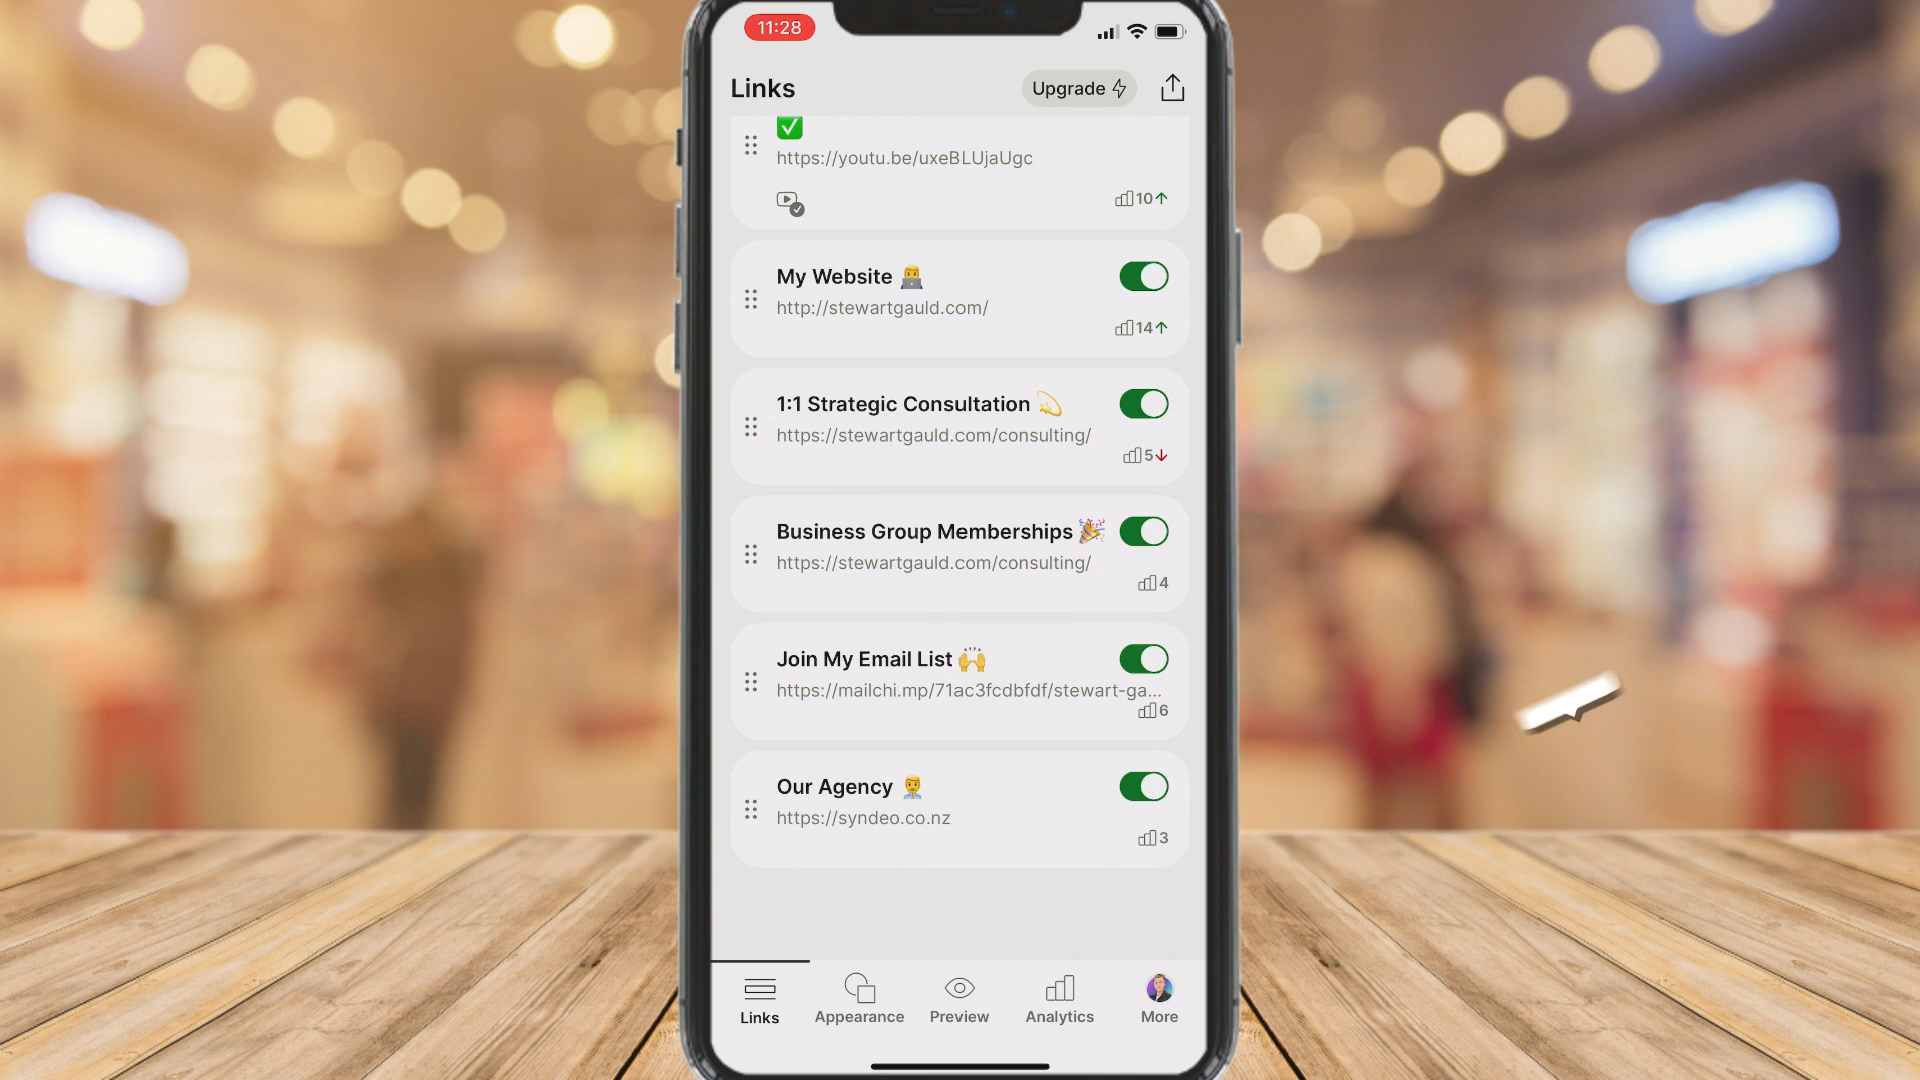 11:28
Links
Upgrade
✅
https://youtu.be/uxeBLUjaUgc
10↑
My Website 👨‍💻
http://stewartgauld.com/
14↑
1:1 Strategic Consultation 💫
https://stewartgauld.com/consulting/
5↓
Business Group Memberships 🎉
https://stewartgauld.com/consulting/
4
Join My Email List 🙌
https://mailchi.mp/71ac3fcdbfdf/stewart-ga...
6
Our Agency 👨‍💼
https://syndeo.co.nz
3
Links
Appearance
Preview
Analytics
More